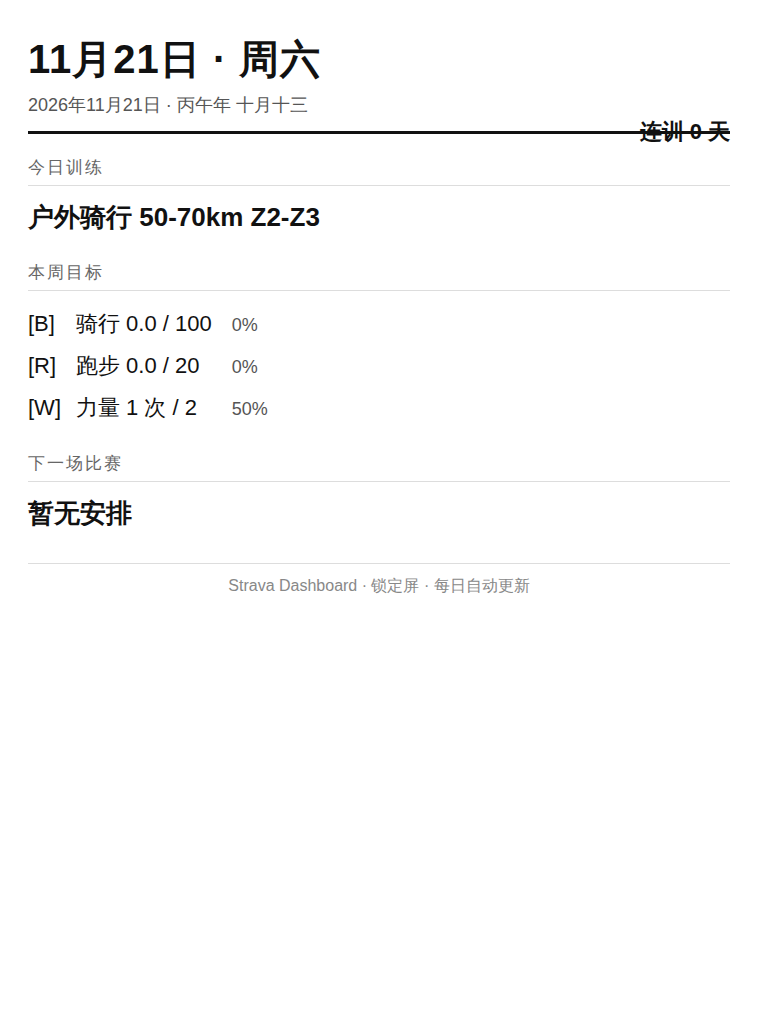 11月21日 · 周六
2026年11月21日 · 丙午年 十月十三
连训 0 天
今日训练
户外骑行 50-70km Z2-Z3
本周目标
[B] 骑行 0.0 / 100 0%
[R] 跑步 0.0 / 20 0%
[W] 力量 1 次 / 2 50%
下一场比赛
暂无安排
Strava Dashboard · 锁定屏 · 每日自动更新